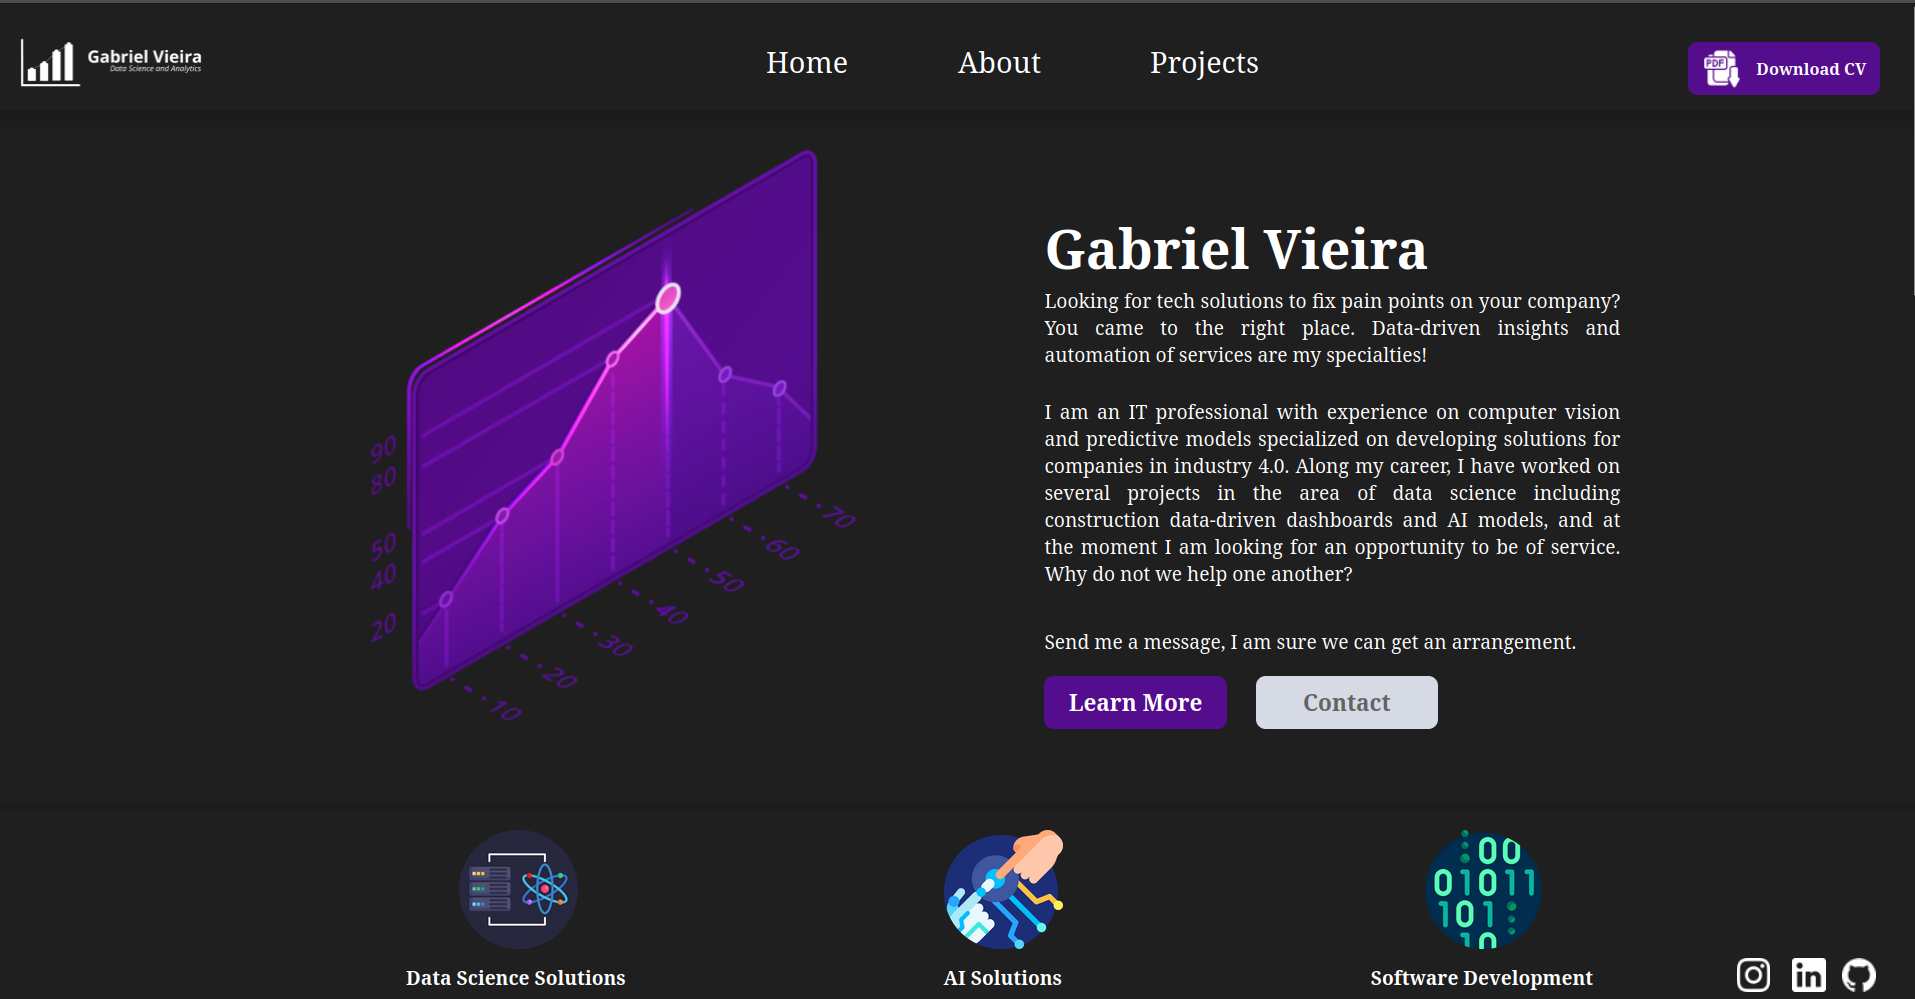 Gabriel Vieira
Data Science and Analytics
Home
About
Projects
PDF
Download CV
90
80
50
40
20
10
20
30
40
50
60
70
Gabriel Vieira
Looking for tech solutions to fix pain points on your company?
You came to the right place. Data-driven insights and
automation of services are my specialties!
I am an IT professional with experience on computer vision
and predictive models specialized on developing solutions for
companies in industry 4.0. Along my career, I have worked on
several projects in the area of data science including
construction data-driven dashboards and AI models, and at
the moment I am looking for an opportunity to be of service.
Why do not we help one another?
Send me a message, I am sure we can get an arrangement.
Learn More
Contact
00
01011
101
10
Data Science Solutions
AI Solutions
Software Development
in